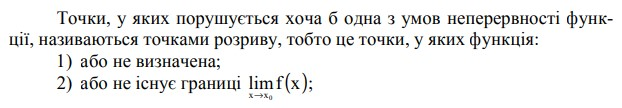 Точки, у яких порушується хоча б одна з умов неперервності функ-
ції, називаються точками розриву, тобто це точки, у яких функція:
1) або не визначена;
2) або не існує границі lim f(x);
x→x₀